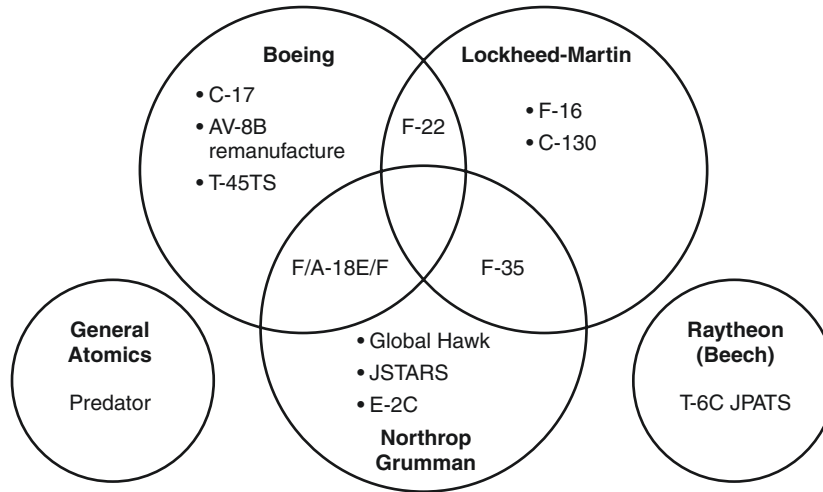 Boeing
• C-17
• AV-8B
remanufacture
• T-45TS
F-22
Lockheed-Martin
• F-16
• C-130
F/A-18E/F
F-35
General
Atomics
Predator
• Global Hawk
• JSTARS
• E-2C
Northrop
Grumman
Raytheon
(Beech)
T-6C JPATS